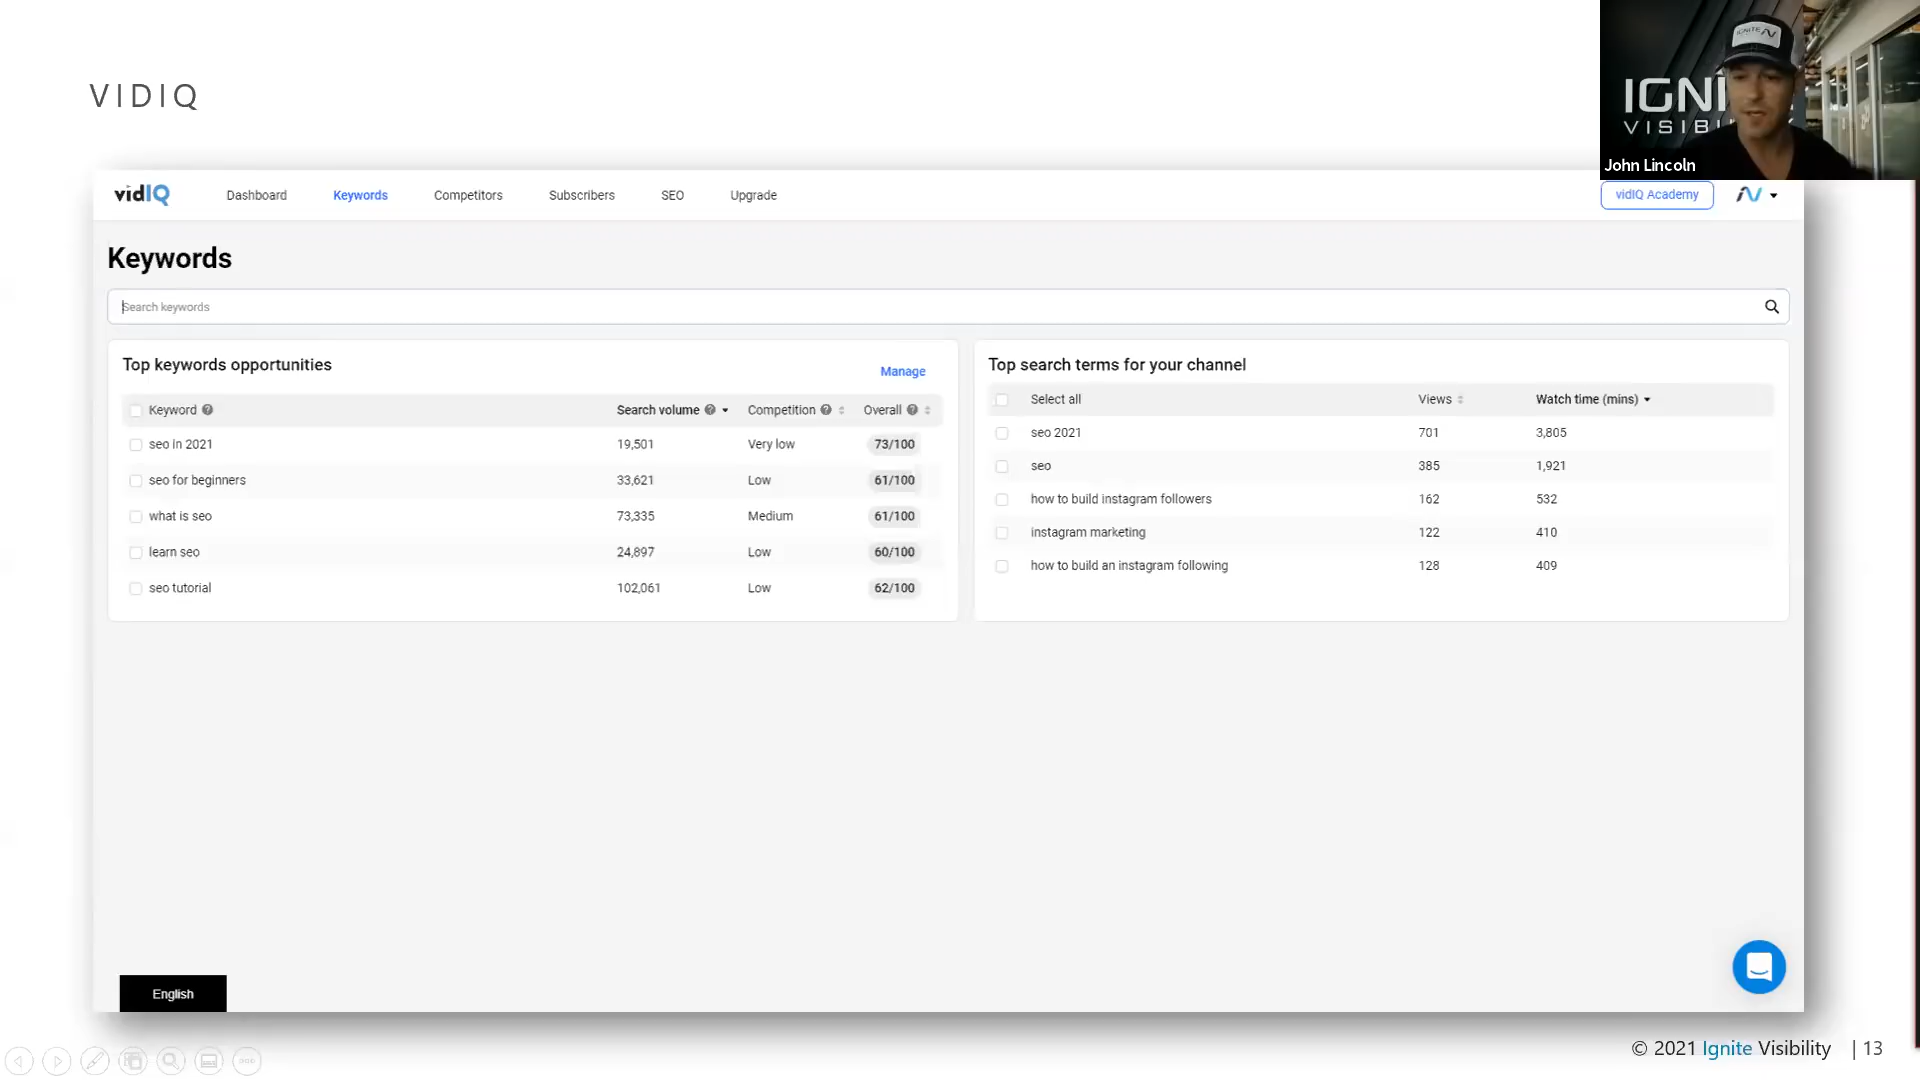 VIDIQ
IGNITE
IGNI
VISIBI
John Lincoln
vidIQ Dashboard Keywords Competitors Subscribers SEO Upgrade vidIQ Academy
Keywords
Search keywords
Top keywords opportunities
Manage
Keyword Search volume Competition Overall
seo in 2021 19,501 Very low 73/100
seo for beginners 33,621 Low 61/100
what is seo 73,335 Medium 61/100
learn seo 24,897 Low 60/100
seo tutorial 102,061 Low 62/100
Top search terms for your channel
Select all Views Watch time (mins)
seo 2021 701 3,805
seo 385 1,921
how to build instagram followers 162 532
instagram marketing 122 410
how to build an instagram following 128 409
English
© 2021 Ignite Visibility | 13